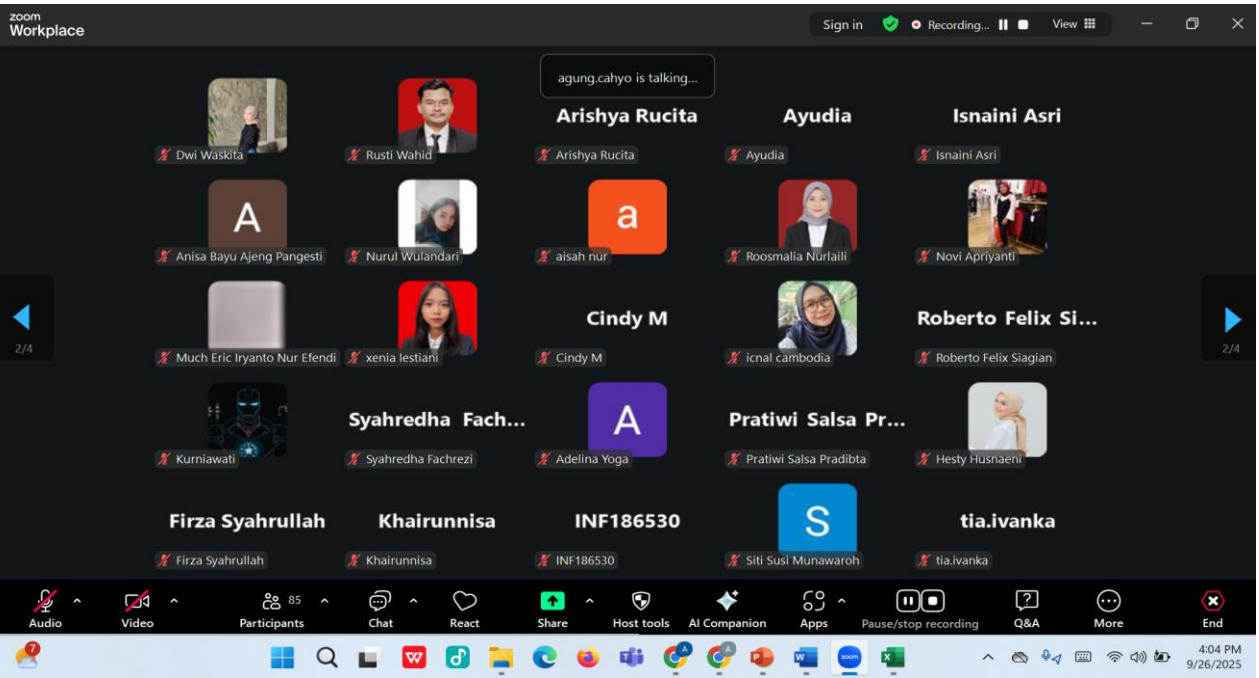 zoom
Workplace
Sign in
Recording...
View
agung.cahyo is talking...
Dwi Waskita
Rusti Wahid
Arishya Rucita
Arishya Rucita
Ayudia
Ayudia
Isnaini Asri
Isnaini Asri
A
Anisa Bayu Ajeng Pangesti
Nurul Wulandari
a
aisah nur
Roosmalia Nurlaili
Novi Apriyanti
2/4
Much Eric Iryanto Nur Efendi
xenia lestiani
Cindy M
Cindy M
icnal cambodia
Roberto Felix Si...
Roberto Felix Siagian
2/4
Kurniawati
Syahredha Fach...
Syahredha Fachrezi
A
Adelina Yoga
Pratiwi Salsa Pr...
Pratiwi Salsa Pradibta
Hesty Husnaeni
Firza Syahrullah
Firza Syahrullah
Khairunnisa
Khairunnisa
INF186530
INF186530
S
Siti Susi Munawaroh
tia.ivanka
tia.ivanka
Audio
Video
85
Participants
Chat
React
Share
Host tools
AI Companion
Apps
Pause/stop recording
Q&A
More
End
7
4:04 PM
9/26/2025